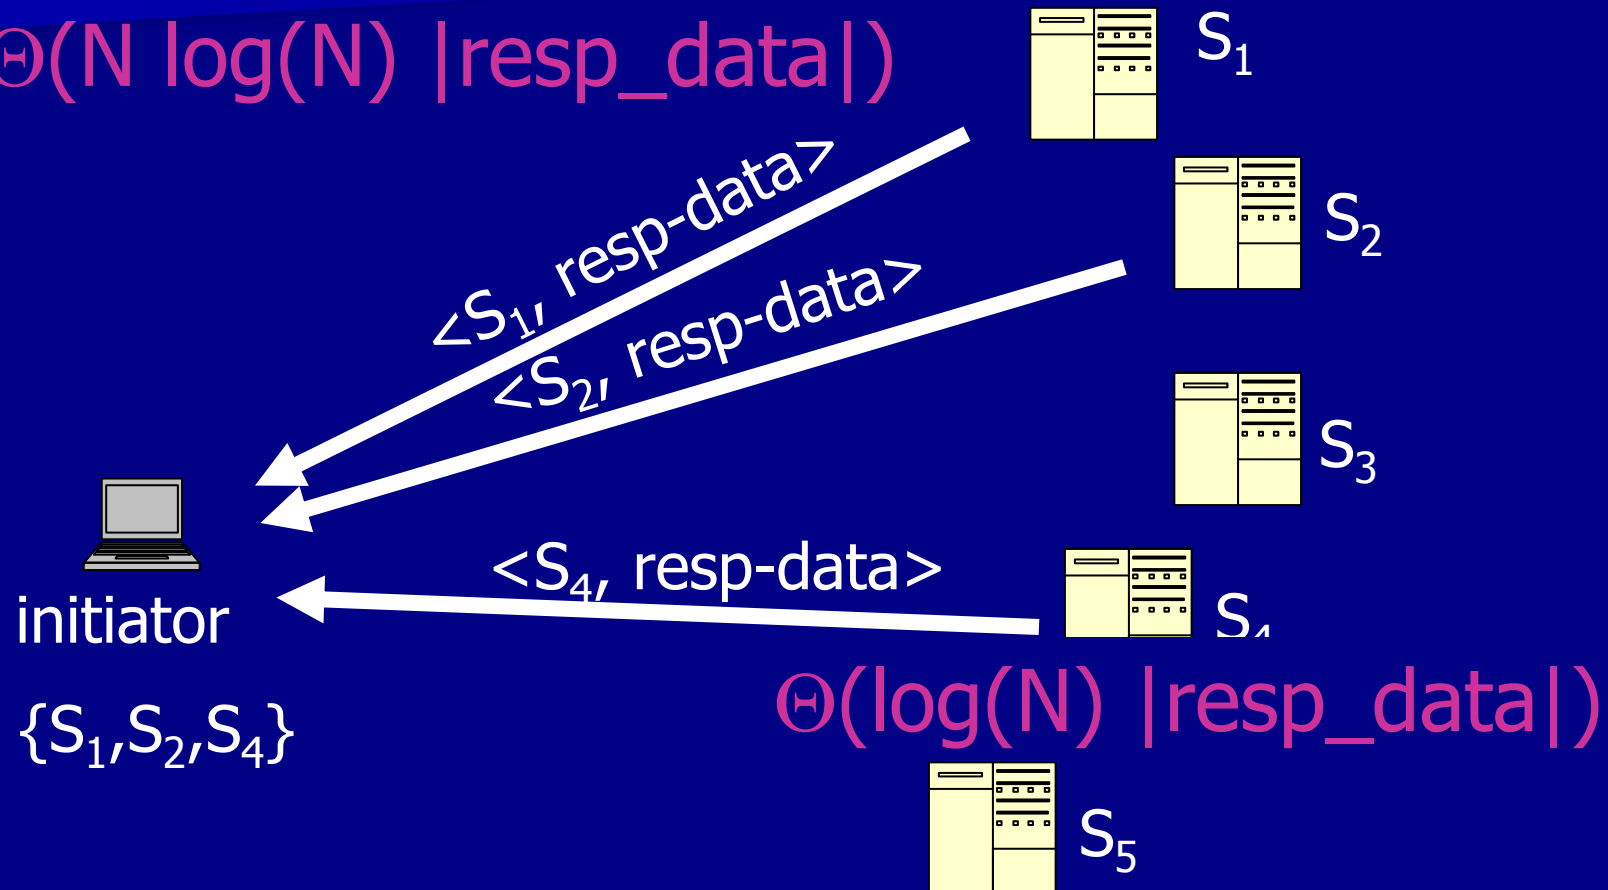 Θ(N log(N) |resp_data|)
S₁
<S₁, resp-data>
S₂
<S₂, resp-data>
S₃
<S₄, resp-data>
S₄
initiator
Θ(log(N) |resp_data|)
{S₁,S₂,S₄}
S₅